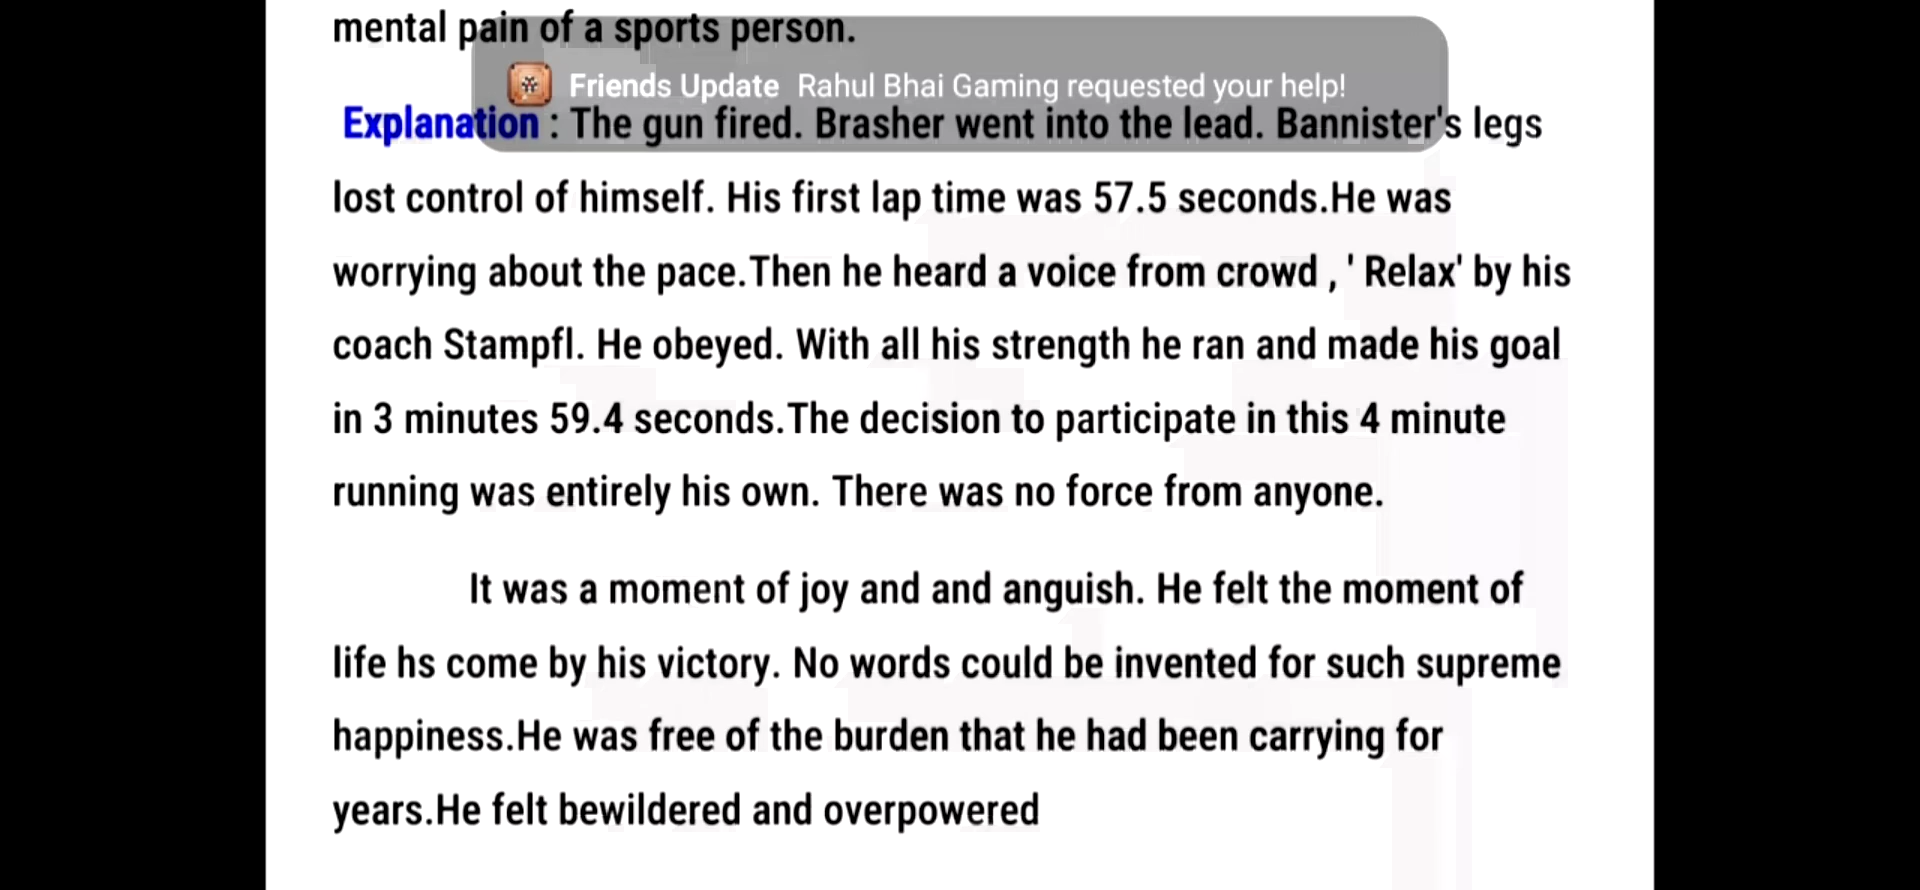 mental pain of a sports person.
Friends Update Rahul Bhai Gaming requested your help!
Explanation : The gun fired. Brasher went into the lead. Bannister's legs
lost control of himself. His first lap time was 57.5 seconds.He was
worrying about the pace.Then he heard a voice from crowd , ' Relax' by his
coach Stampfl. He obeyed. With all his strength he ran and made his goal
in 3 minutes 59.4 seconds.The decision to participate in this 4 minute
running was entirely his own. There was no force from anyone.
It was a moment of joy and and anguish. He felt the moment of
life hs come by his victory. No words could be invented for such supreme
happiness.He was free of the burden that he had been carrying for
years.He felt bewildered and overpowered